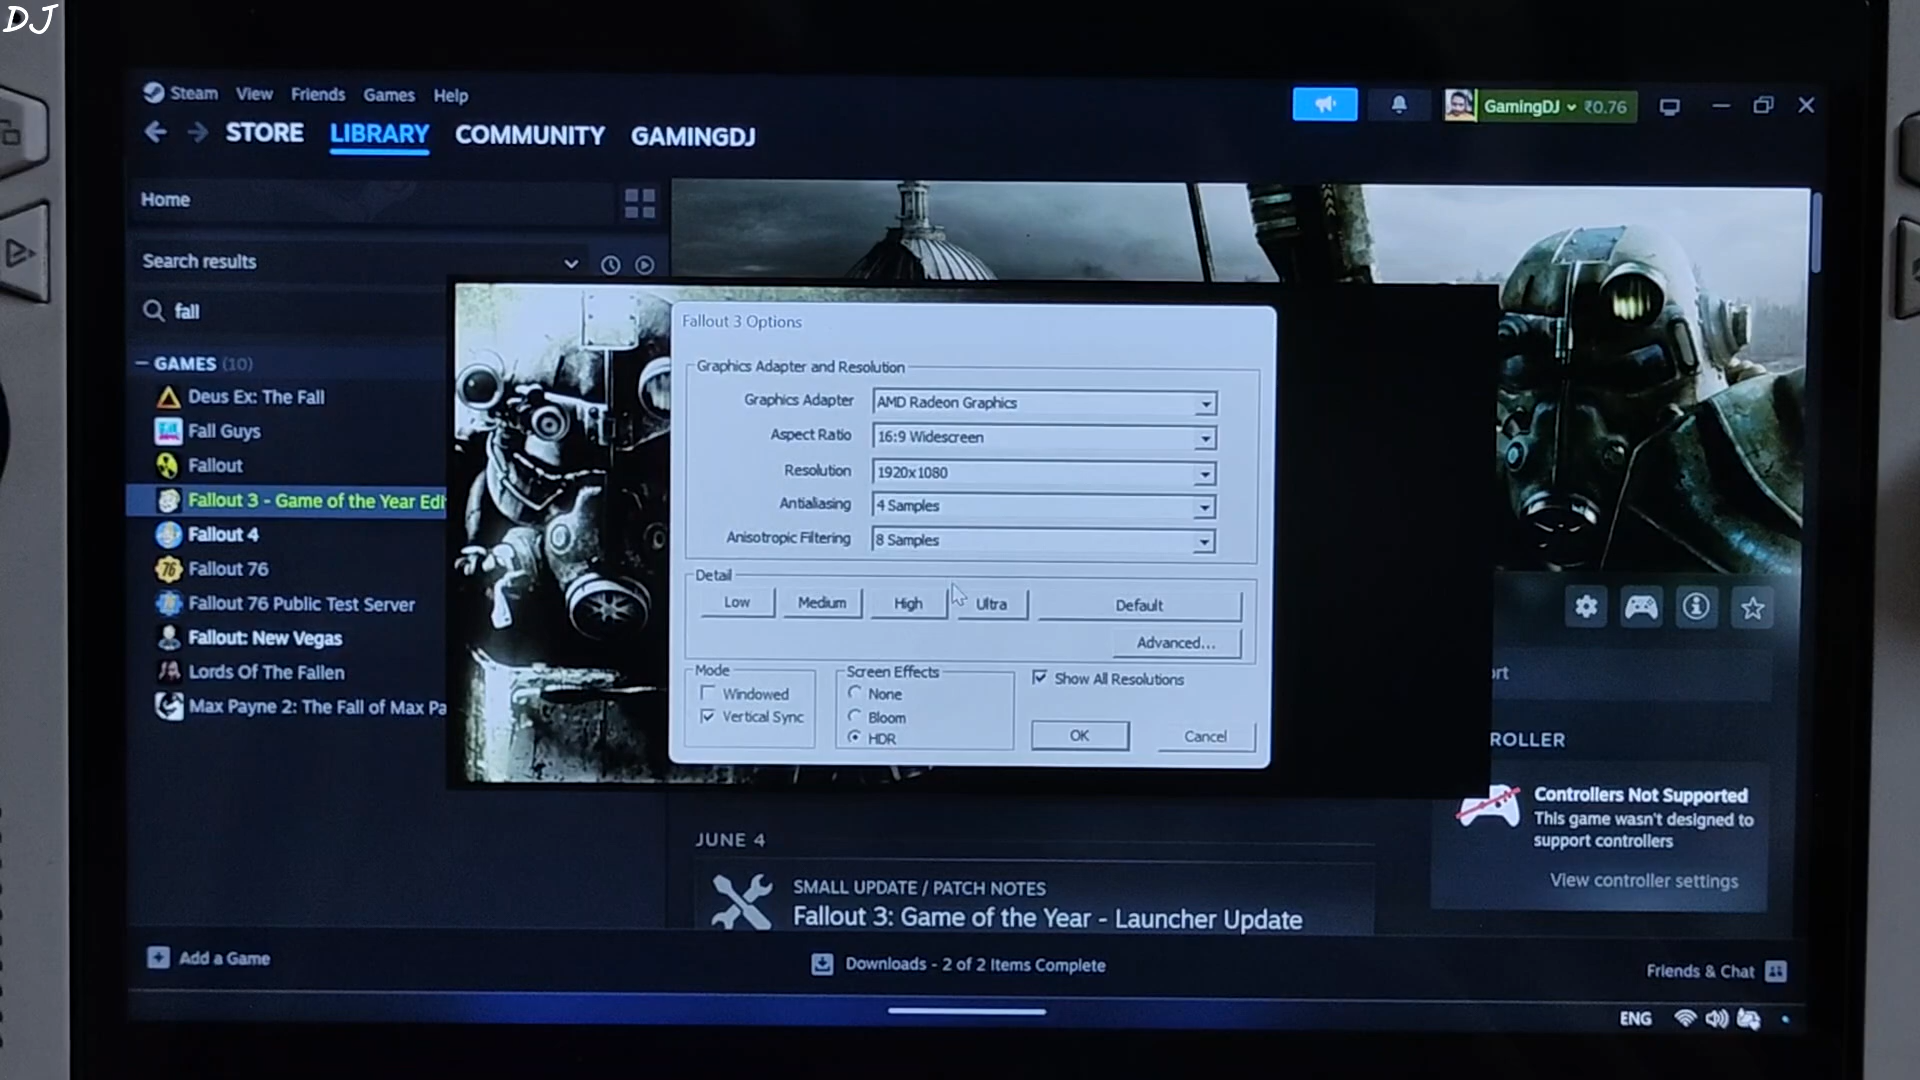 DJ
Steam View Friends Games Help
GamingDJ ₹0.76
STORE LIBRARY COMMUNITY GAMINGDJ
Home
Search results
fall
GAMES (10)
Deus Ex: The Fall
Fall Guys
Fallout
Fallout 3 - Game of the Year Edi
Fallout 4
76 Fallout 76
Fallout 76 Public Test Server
Fallout: New Vegas
Lords Of The Fallen
Max Payne 2: The Fall of Max Pa
Fallout 3 Options
Graphics Adapter and Resolution
Graphics Adapter AMD Radeon Graphics
Aspect Ratio 16:9 Widescreen
Resolution 1920x1080
Antialiasing 4 Samples
Anisotropic Filtering 8 Samples
Detail
Low Medium High Ultra Default
Advanced...
Mode
Windowed
Vertical Sync
Screen Effects
None
Bloom
HDR
Show All Resolutions
OK Cancel
ort
ROLLER
Controllers Not Supported
This game wasn't designed to
support controllers
View controller settings
JUNE 4
SMALL UPDATE / PATCH NOTES
Fallout 3: Game of the Year - Launcher Update
Add a Game
Downloads - 2 of 2 Items Complete
Friends & Chat
ENG